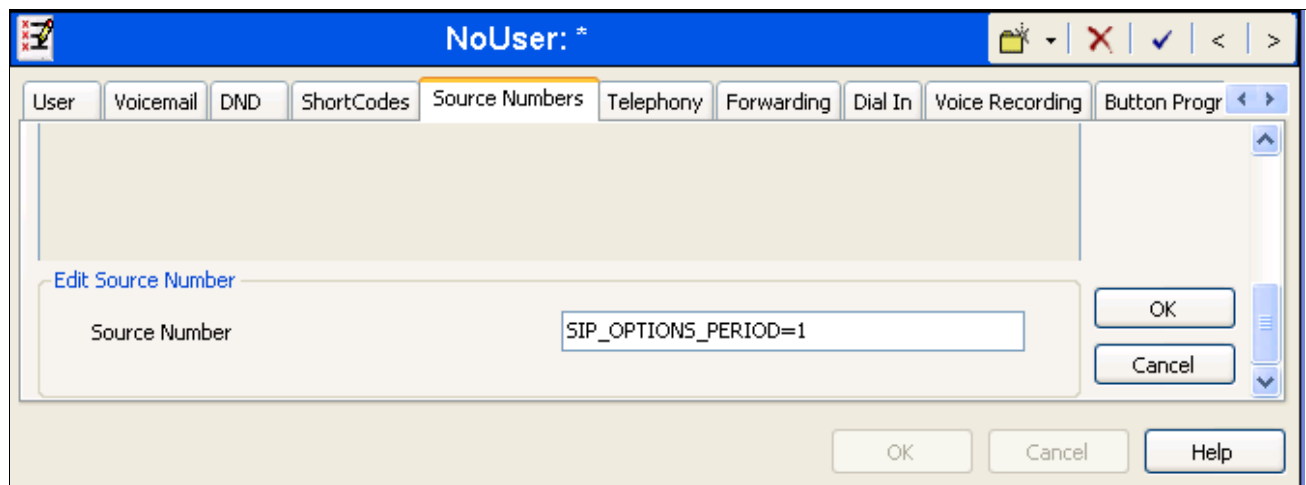 NoUser: *
User Voicemail DND ShortCodes Source Numbers Telephony Forwarding Dial In Voice Recording Button Progr
Edit Source Number
Source Number SIP_OPTIONS_PERIOD=1
OK
Cancel
OK Cancel Help